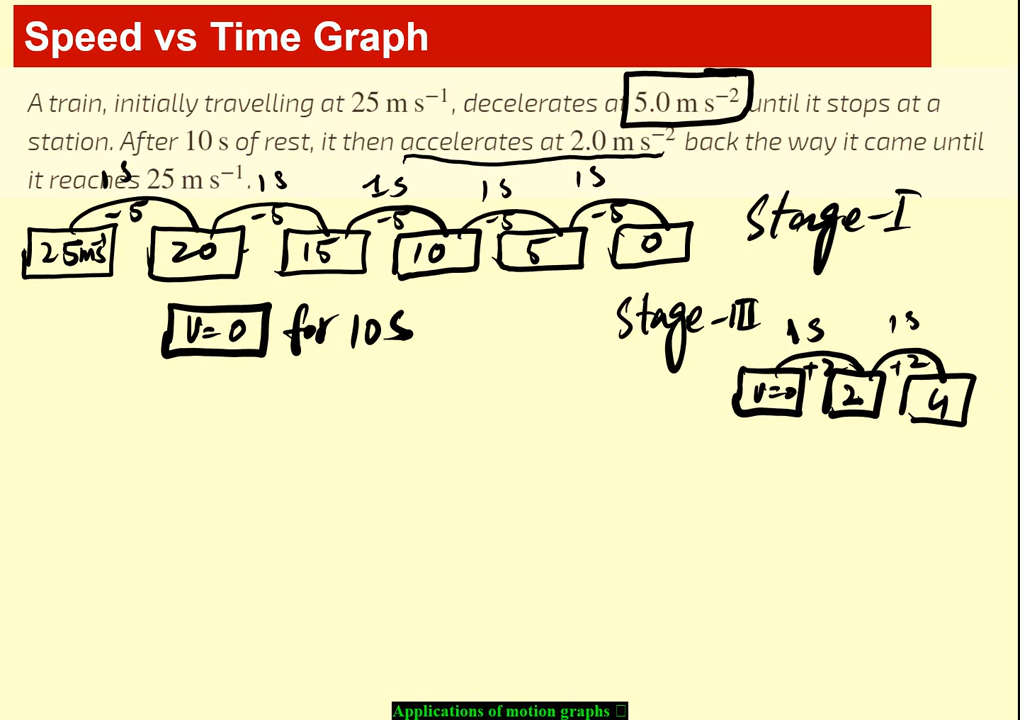 Speed vs Time Graph
A train, initially travelling at 25 m s⁻¹, decelerates at 5.0 m s⁻² until it stops at a
station. After 10 s of rest, it then accelerates at 2.0 m s⁻² back the way it came until
it reaches 25 m s⁻¹.
1s 1s 1s 1s 1s
-5 -5 -5 -5 -5
25ms⁻¹ 20 15 10 5 0 Stage-I
v=0 for 10s Stage-III
1s 1s
+2 +2
v=0 2 4
Applications of motion graphs